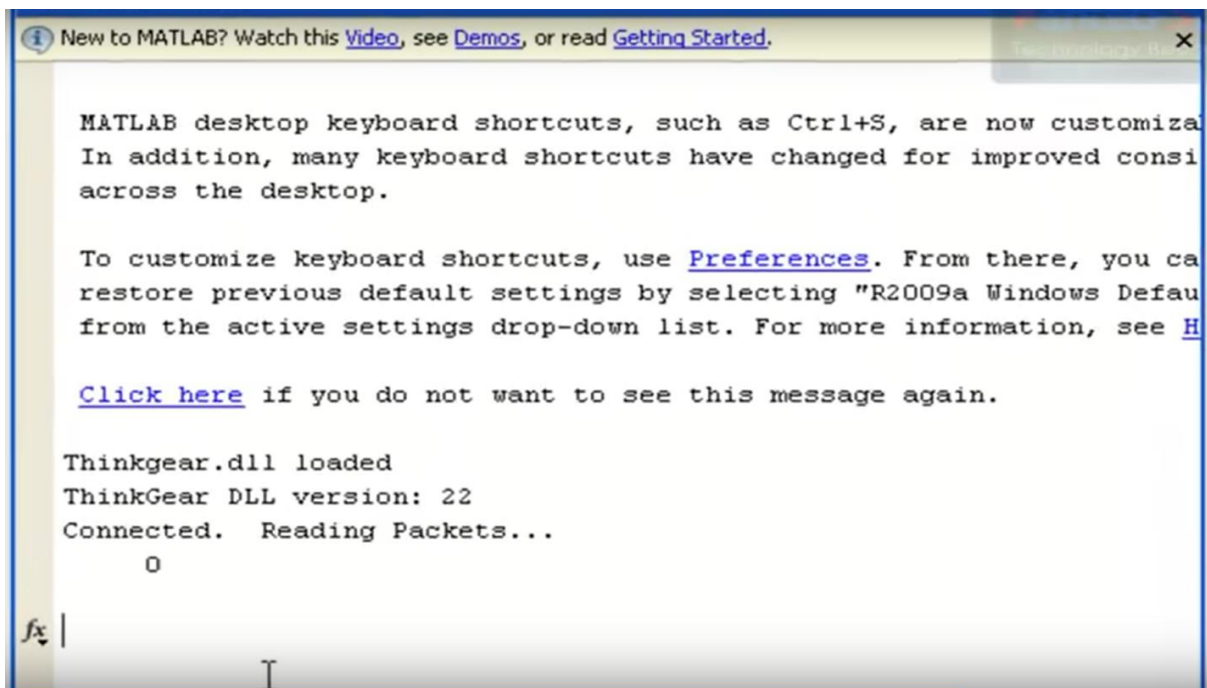 New to MATLAB? Watch this Video, see Demos, or read Getting Started.
MATLAB desktop keyboard shortcuts, such as Ctrl+S, are now customiza
In addition, many keyboard shortcuts have changed for improved consi
across the desktop.
To customize keyboard shortcuts, use Preferences. From there, you ca
restore previous default settings by selecting "R2009a Windows Defau
from the active settings drop-down list. For more information, see H
Click here if you do not want to see this message again.
Thinkgear.dll loaded
ThinkGear DLL version: 22
Connected.  Reading Packets...
0
fx